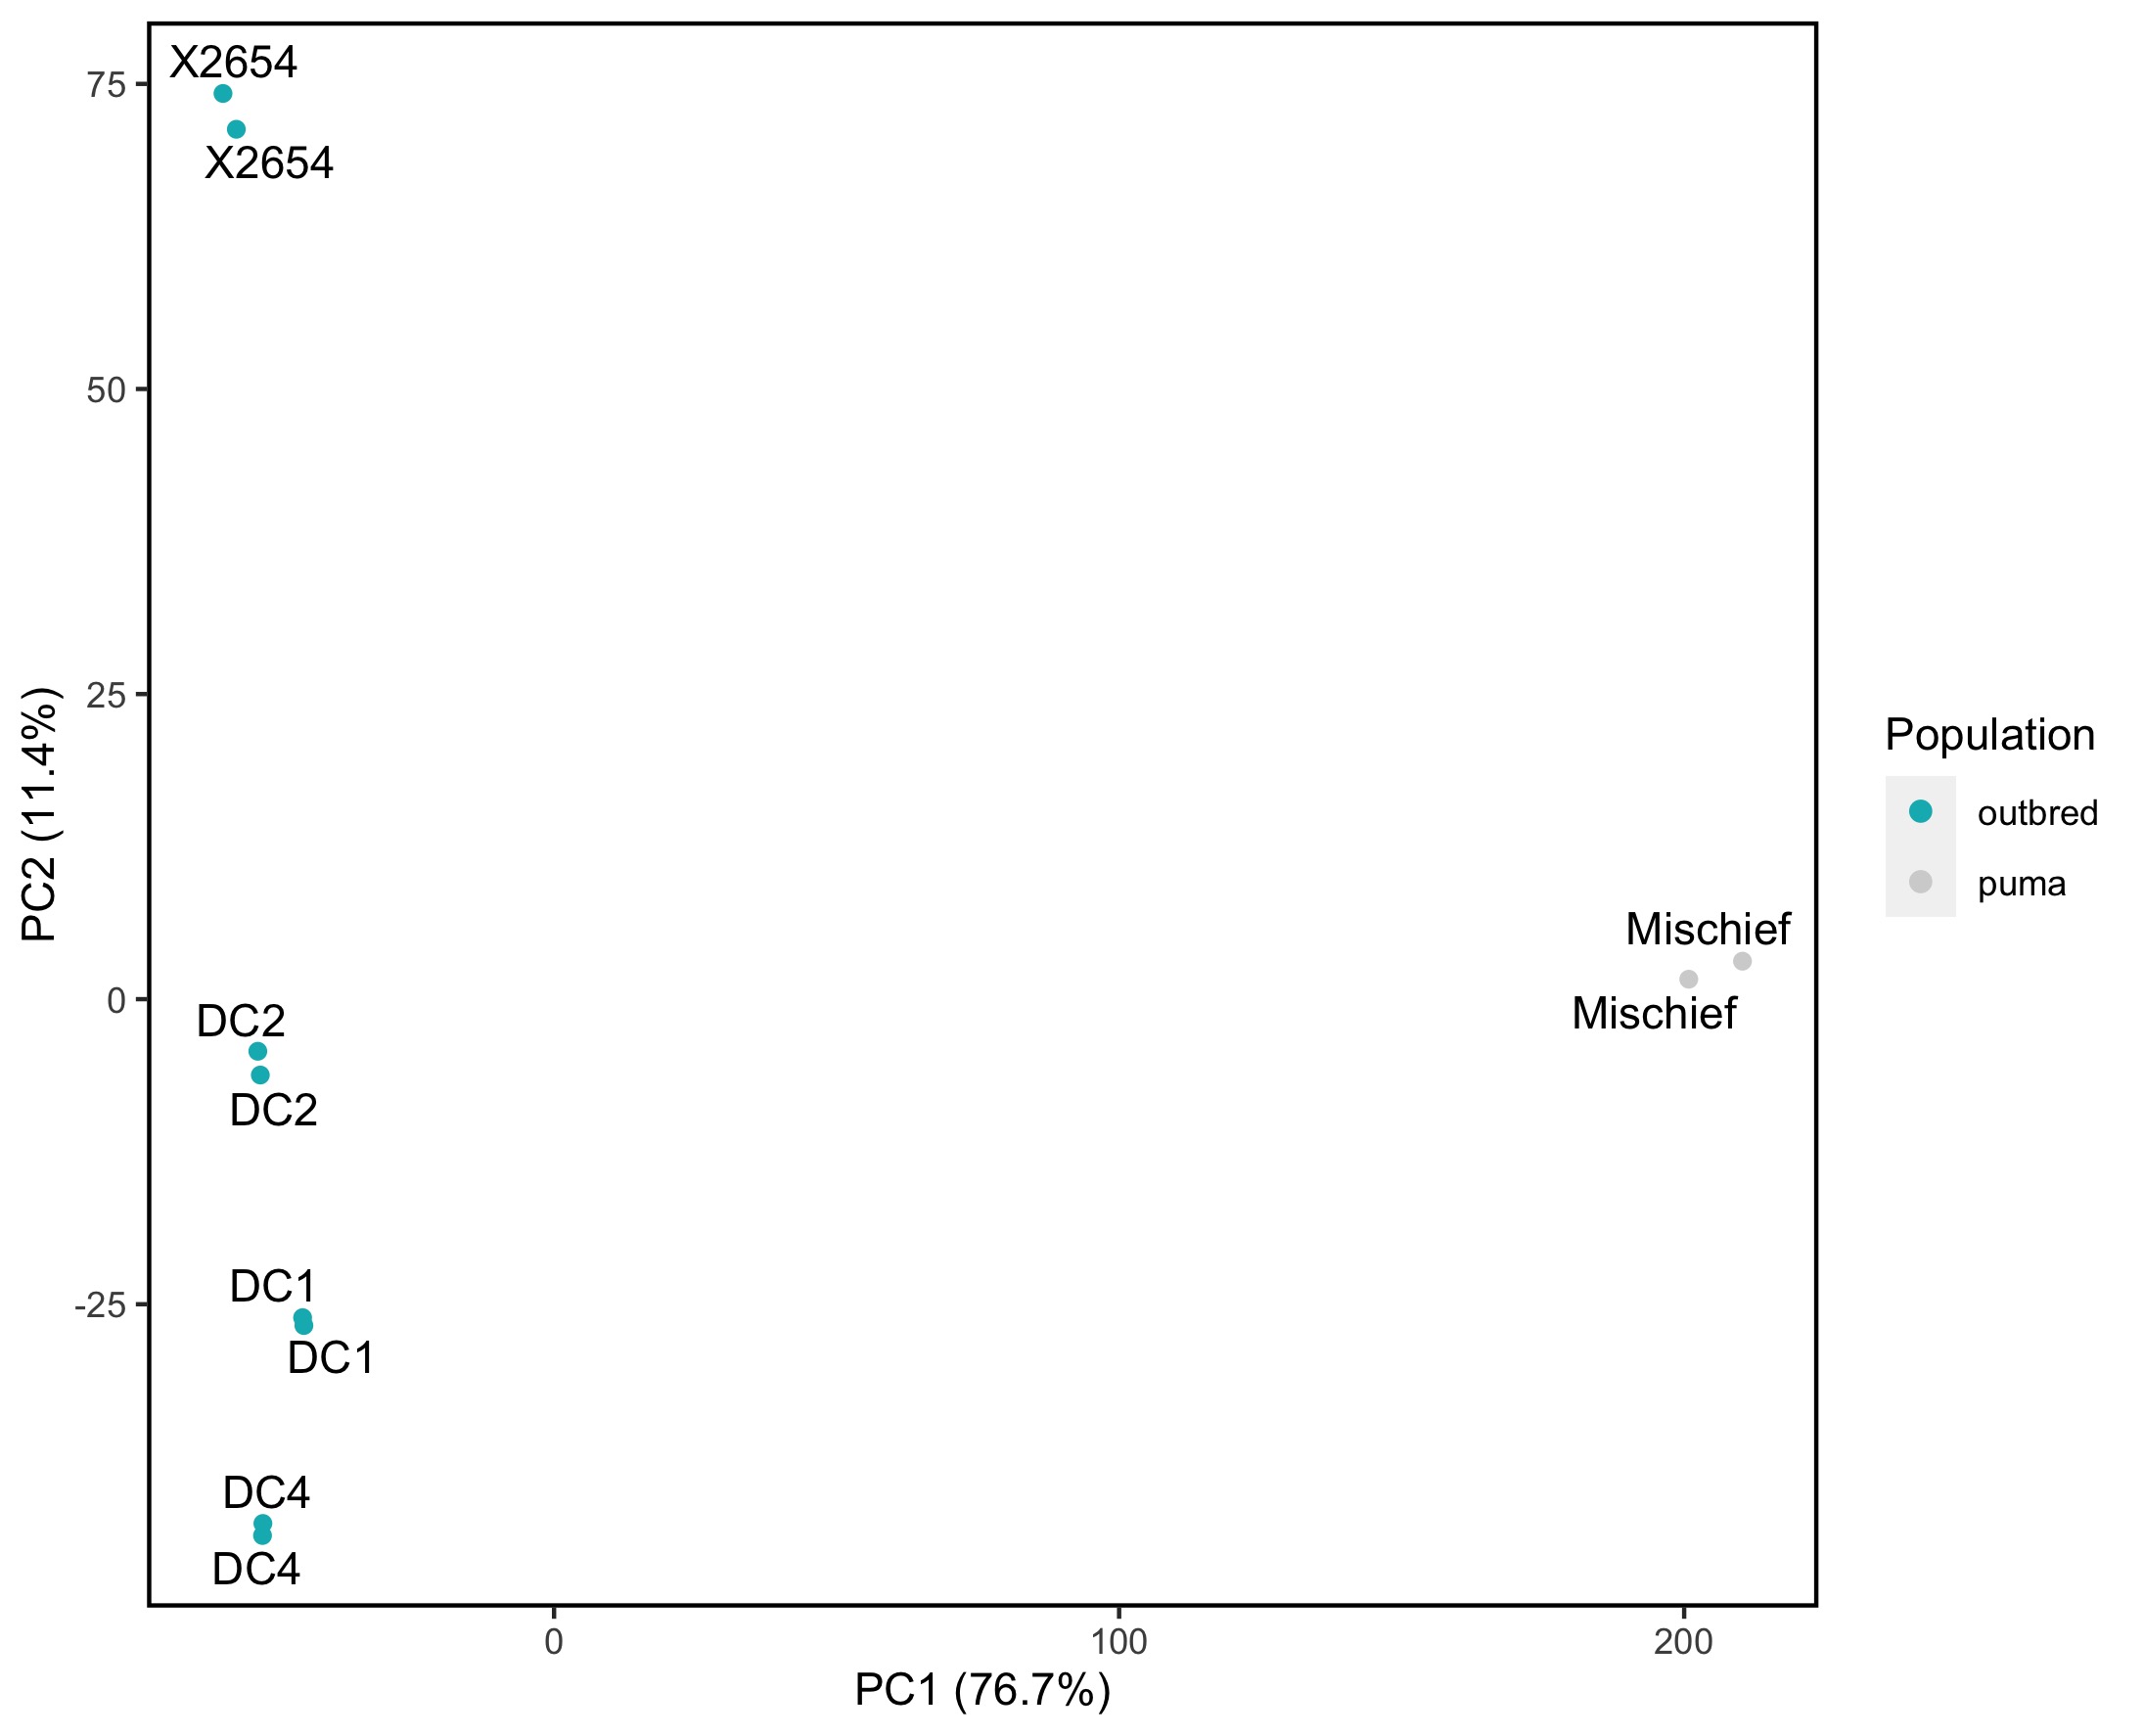 X2654
75
X2654
50
25
PC2 (11.4%)
Population
outbred
puma
Mischief
0
Mischief
DC2
DC2
DC1
-25
DC1
DC4
DC4
0
100
200
PC1 (76.7%)